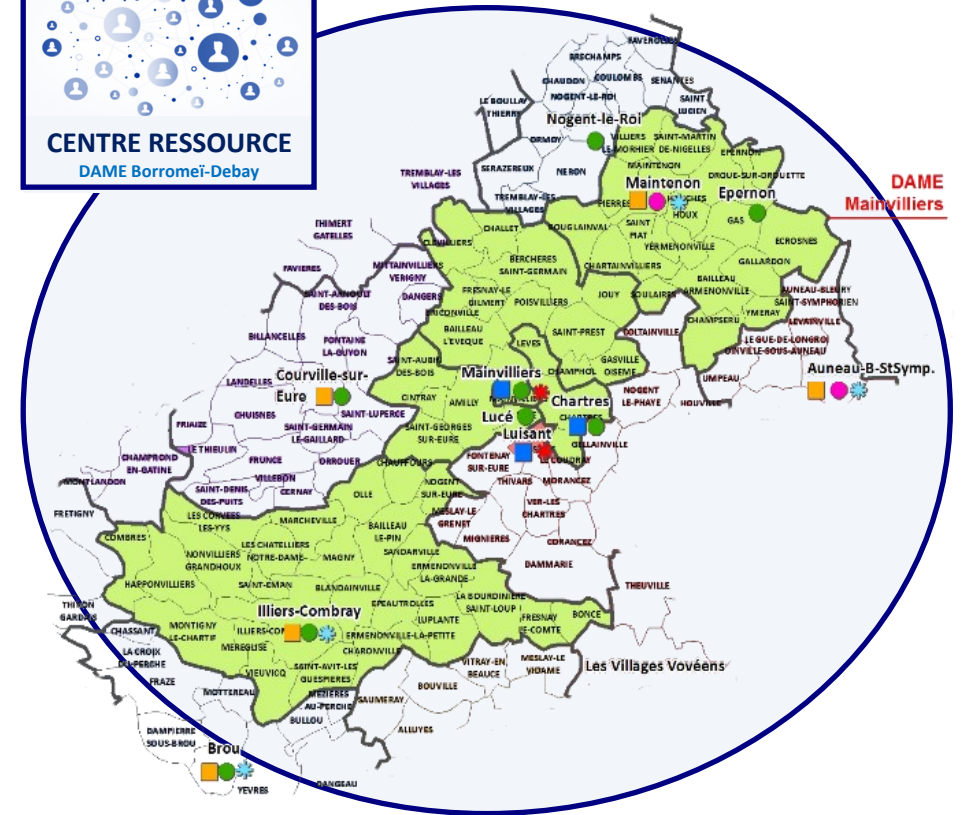 CENTRE RESSOURCE
DAME Borromeï-Debay
DAME
Mainvilliers
FAVEROLLES
BRECHAMPS
CHAUDON
COULOMBS
SENANTES
NOGENT-LE-ROI
LE BOULLAY
THIERRY
SAINT
LUCIEN
Nogent-le-Roi
ORMOY
VILLIERS
LE-MORHIER
SAINT-MARTIN
DE-NIGELLES
EPERNON
SERAZEREUX
NERON
MAINTENON
DROUE-SUR-DROUETTE
TREMBLAY-LES
VILLAGES
Maintenon
Epernon
TREMBLAY-LES
VILLAGES
PIERRES
HOUX
GAS
THIMERT
GATELLES
CHALLET
BOUGLAINVAL
SAINT
PIAT
YERMENONVILLE
ECROSNES
CLEVILLIERS
BERCHERES
SAINT-GERMAIN
CHARTAINVILLIERS
GALLARDON
FAVIERES
MITTAINVILLIERS
VERIGNY
BAILLEAU
ARMENONVILLE
SAINT-ARNOULT
DES-BOIS
DANGERS
FRESNAY-LE
GILMERT
POISVILLIERS
JOUY
SOULAIRES
AUNEAU-BLEURY
SAINT-SYMPHORIEN
BRICONVILLE
CHAMPSERU
YMERAY
LEVAINVILLE
BILLANCELLES
FONTAINE
LA-GUYON
BAILLEAU
L'EVEQUE
LEVES
SAINT-PREST
COLTAINVILLE
LE GUE-DE-LONGROI
OINVILLE-SOUS-AUNEAU
SAINT-AUBIN
DES-BOIS
GASVILLE
OISEME
CHAMPHOL
Auneau-B-StSymp.
Courville-sur-
Eure
Mainvilliers
LANDELLES
UMPEAU
NOGENT
LE-PHAYE
HOUVILLE
CINTRAY
AMILLY
Chartres
CHARTRES
CHUISNES
SAINT-LUPERCE
Lucé
FRIAIZE
SAINT-GERMAIN
LE-GAILLARD
SAINT-GEORGES
SUR-EURE
Luisant
GELLAINVILLE
LE THIEULIN
FRUNCE
ORROUER
CHAUFFOURS
FONTENAY
SUR-EURE
LE COUDRAY
CHAMPROND
EN-GATINE
VILLEBON
MONTLANDON
SAINT-DENIS
DES-PUITS
CERNAY
OLLE
NOGENT
SUR-EURE
THIVARS
MORANCEZ
FRETIGNY
LES CORVEES
LES-YYS
MARCHEVILLE
BAILLEAU
LE-PIN
MESLAY-LE
GRENET
VER-LES
CHARTRES
COMBRES
MIGNIERES
CORANCEZ
NONVILLIERS
GRANDHOUX
LES CHATELLIERS
NOTRE-DAME
MAGNY
SANDARVILLE
DAMMARIE
HAPPONVILLIERS
SAINT-EMAN
BLANDAINVILLE
ERMENONVILLE
LA-GRANDE
THEUVILLE
LA BOURDINIERE
SAINT-LOUP
THIRON
GARDAIS
Illiers-Combray
EPEAUTROLLES
LUPLANTE
FRESNAY
LE-COMTE
BONCE
CHASSANT
MONTIGNY
LE-CHARTIF
ERMENONVILLE-LA-PETITE
LA CROIX
DU-PERCHE
MEREGLISE
CHARONVILLE
FRAZE
VIEUVICQ
SAINT-AVIT-LES
GUESPIERES
VITRAY-EN
BEAUCE
MESLAY-LE
VIDAME
Les Villages Vovéens
MOTTEREAU
MEZIERES
AU-PERCHE
SAUMERAY
BOUVILLE
BULLOU
DAMPIERRE
SOUS-BROU
ALLUYES
Brou
YEVRES
DANGEAU